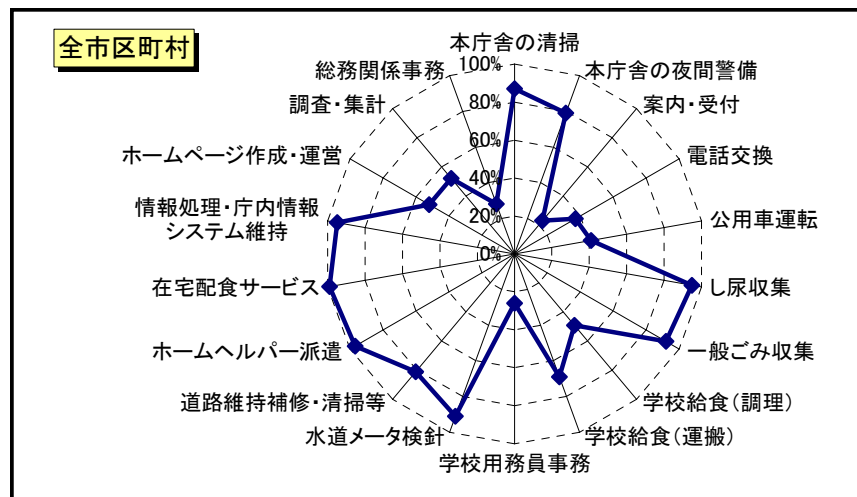 全市区町村
本庁舎の清掃
本庁舎の夜間警備
案内・受付
電話交換
公用車運転
し尿収集
一般ごみ収集
学校給食(調理)
学校給食(運搬)
学校用務員事務
水道メータ検針
道路維持補修・清掃等
ホームヘルパー派遣
在宅配食サービス
情報処理・庁内情報
システム維持
ホームページ作成・運営
調査・集計
総務関係事務
100%
80%
60%
40%
20%
0%